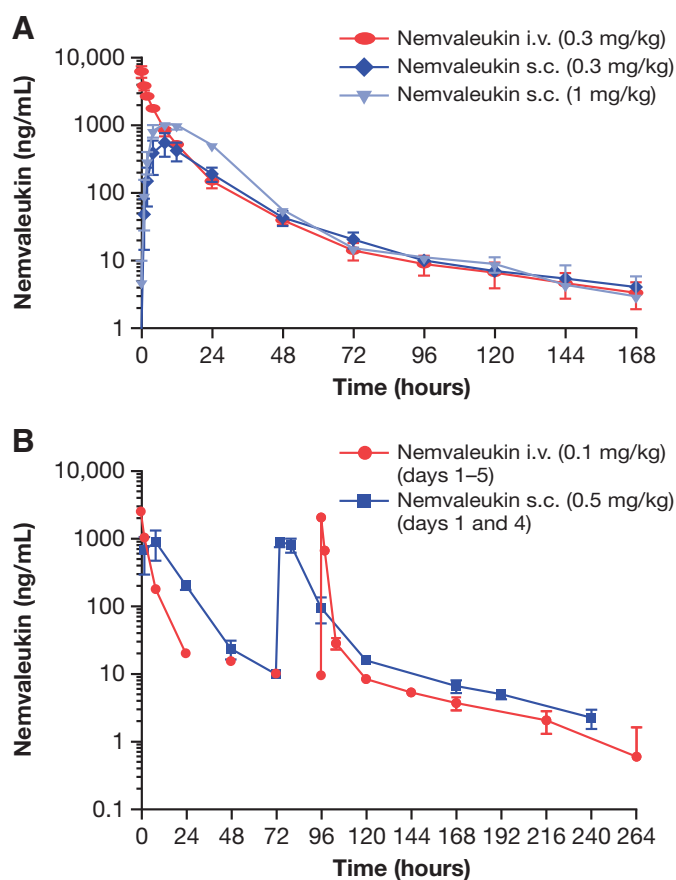 A
Nemvaleukin i.v. (0.3 mg/kg)
Nemvaleukin s.c. (0.3 mg/kg)
Nemvaleukin s.c. (1 mg/kg)
Nemvaleukin (ng/mL)
10,000
1000
100
10
1
0 24 48 72 96 120 144 168
Time (hours)
B
Nemvaleukin i.v. (0.1 mg/kg)
(days 1–5)
Nemvaleukin s.c. (0.5 mg/kg)
(days 1 and 4)
Nemvaleukin (ng/mL)
10,000
1000
100
10
1
0.1
0 24 48 72 96 120 144 168 192 216 240 264
Time (hours)